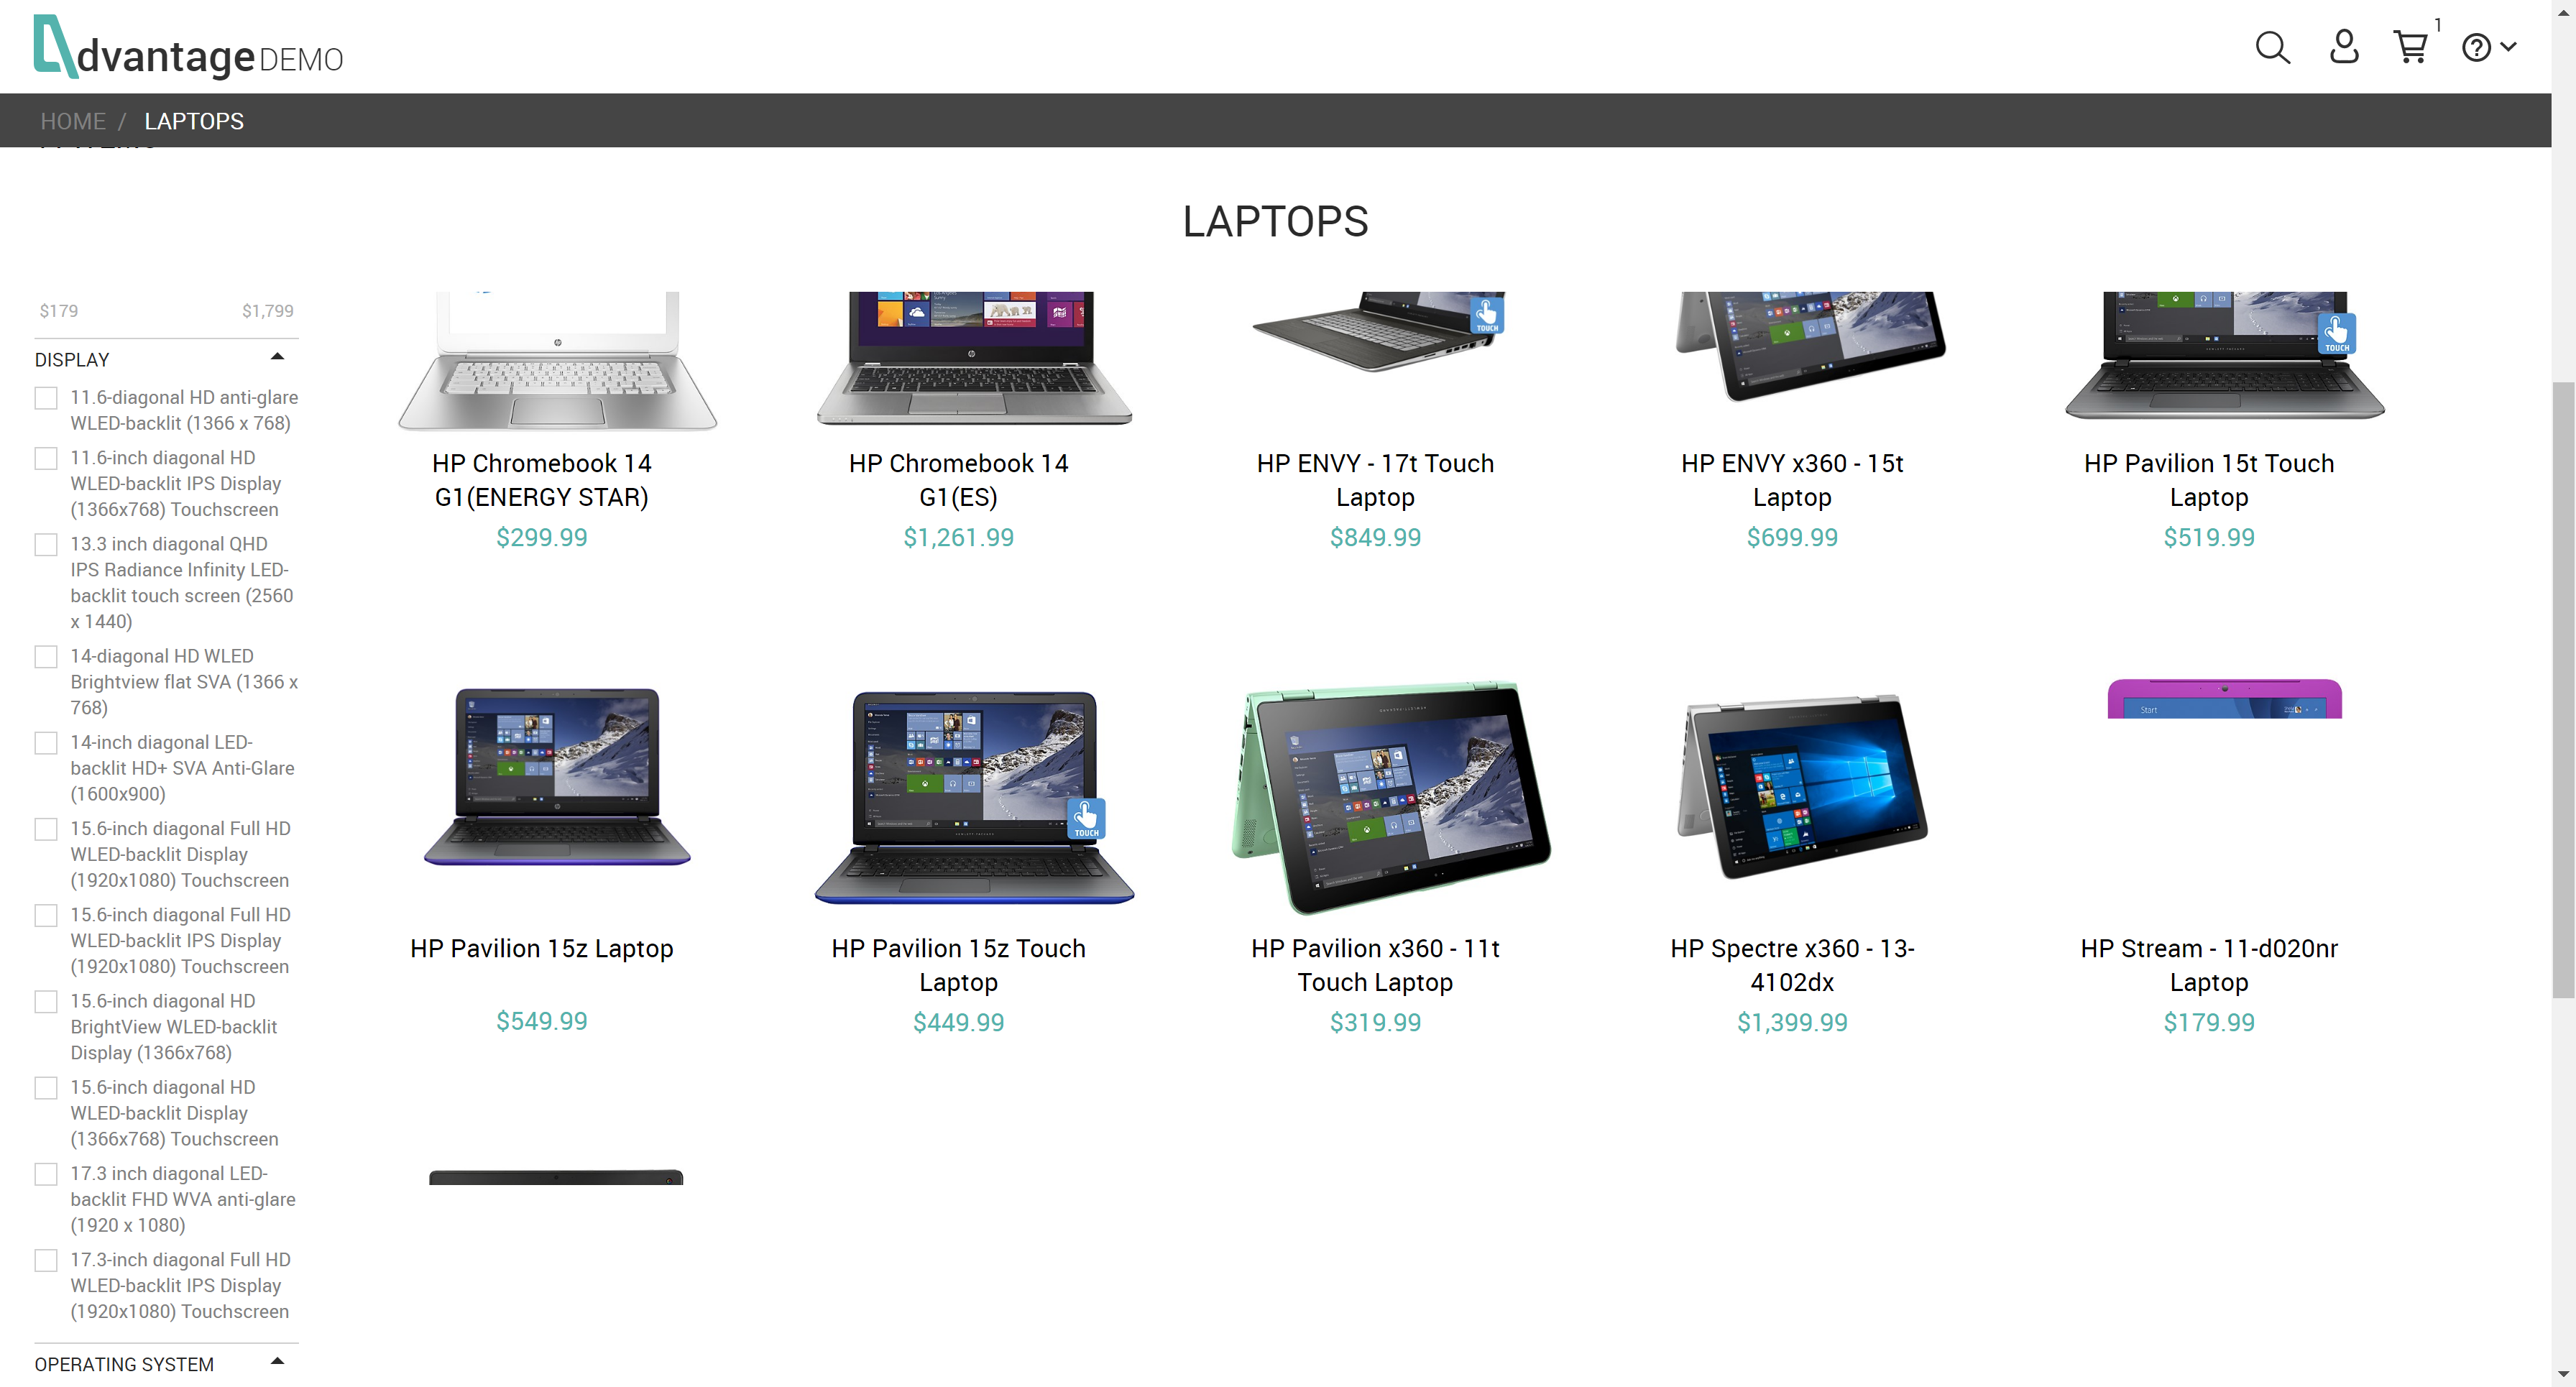 dvantage DEMO
1
HOME / LAPTOPS
LAPTOPS
$179 $1,799
DISPLAY
11.6-diagonal HD anti-glare
WLED-backlit (1366 x 768)
11.6-inch diagonal HD
WLED-backlit IPS Display
(1366x768) Touchscreen
13.3 inch diagonal QHD
IPS Radiance Infinity LED-
backlit touch screen (2560
x 1440)
14-diagonal HD WLED
Brightview flat SVA (1366 x
768)
14-inch diagonal LED-
backlit HD+ SVA Anti-Glare
(1600x900)
15.6-inch diagonal Full HD
WLED-backlit Display
(1920x1080) Touchscreen
15.6-inch diagonal Full HD
WLED-backlit IPS Display
(1920x1080) Touchscreen
15.6-inch diagonal HD
BrightView WLED-backlit
Display (1366x768)
15.6-inch diagonal HD
WLED-backlit Display
(1366x768) Touchscreen
17.3 inch diagonal LED-
backlit FHD WVA anti-glare
(1920 x 1080)
17.3-inch diagonal Full HD
WLED-backlit IPS Display
(1920x1080) Touchscreen
OPERATING SYSTEM
HP Chromebook 14
G1(ENERGY STAR)
$299.99
HP Chromebook 14
G1(ES)
$1,261.99
TOUCH
HP ENVY - 17t Touch
Laptop
$849.99
HP ENVY x360 - 15t
Laptop
$699.99
TOUCH
HP Pavilion 15t Touch
Laptop
$519.99
HP Pavilion 15z Laptop
$549.99
TOUCH
HP Pavilion 15z Touch
Laptop
$449.99
HP Pavilion x360 - 11t
Touch Laptop
$319.99
HP Spectre x360 - 13-
4102dx
$1,399.99
Start
HP Stream - 11-d020nr
Laptop
$179.99